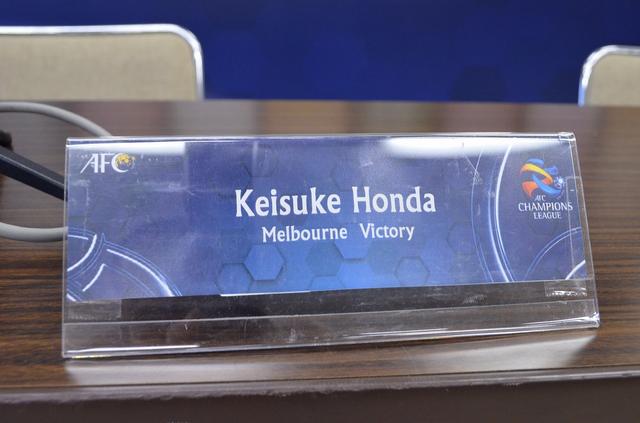 AFC
Keisuke Honda
Melbourne Victory
AFC
CHAMPIONS
LEAGUE